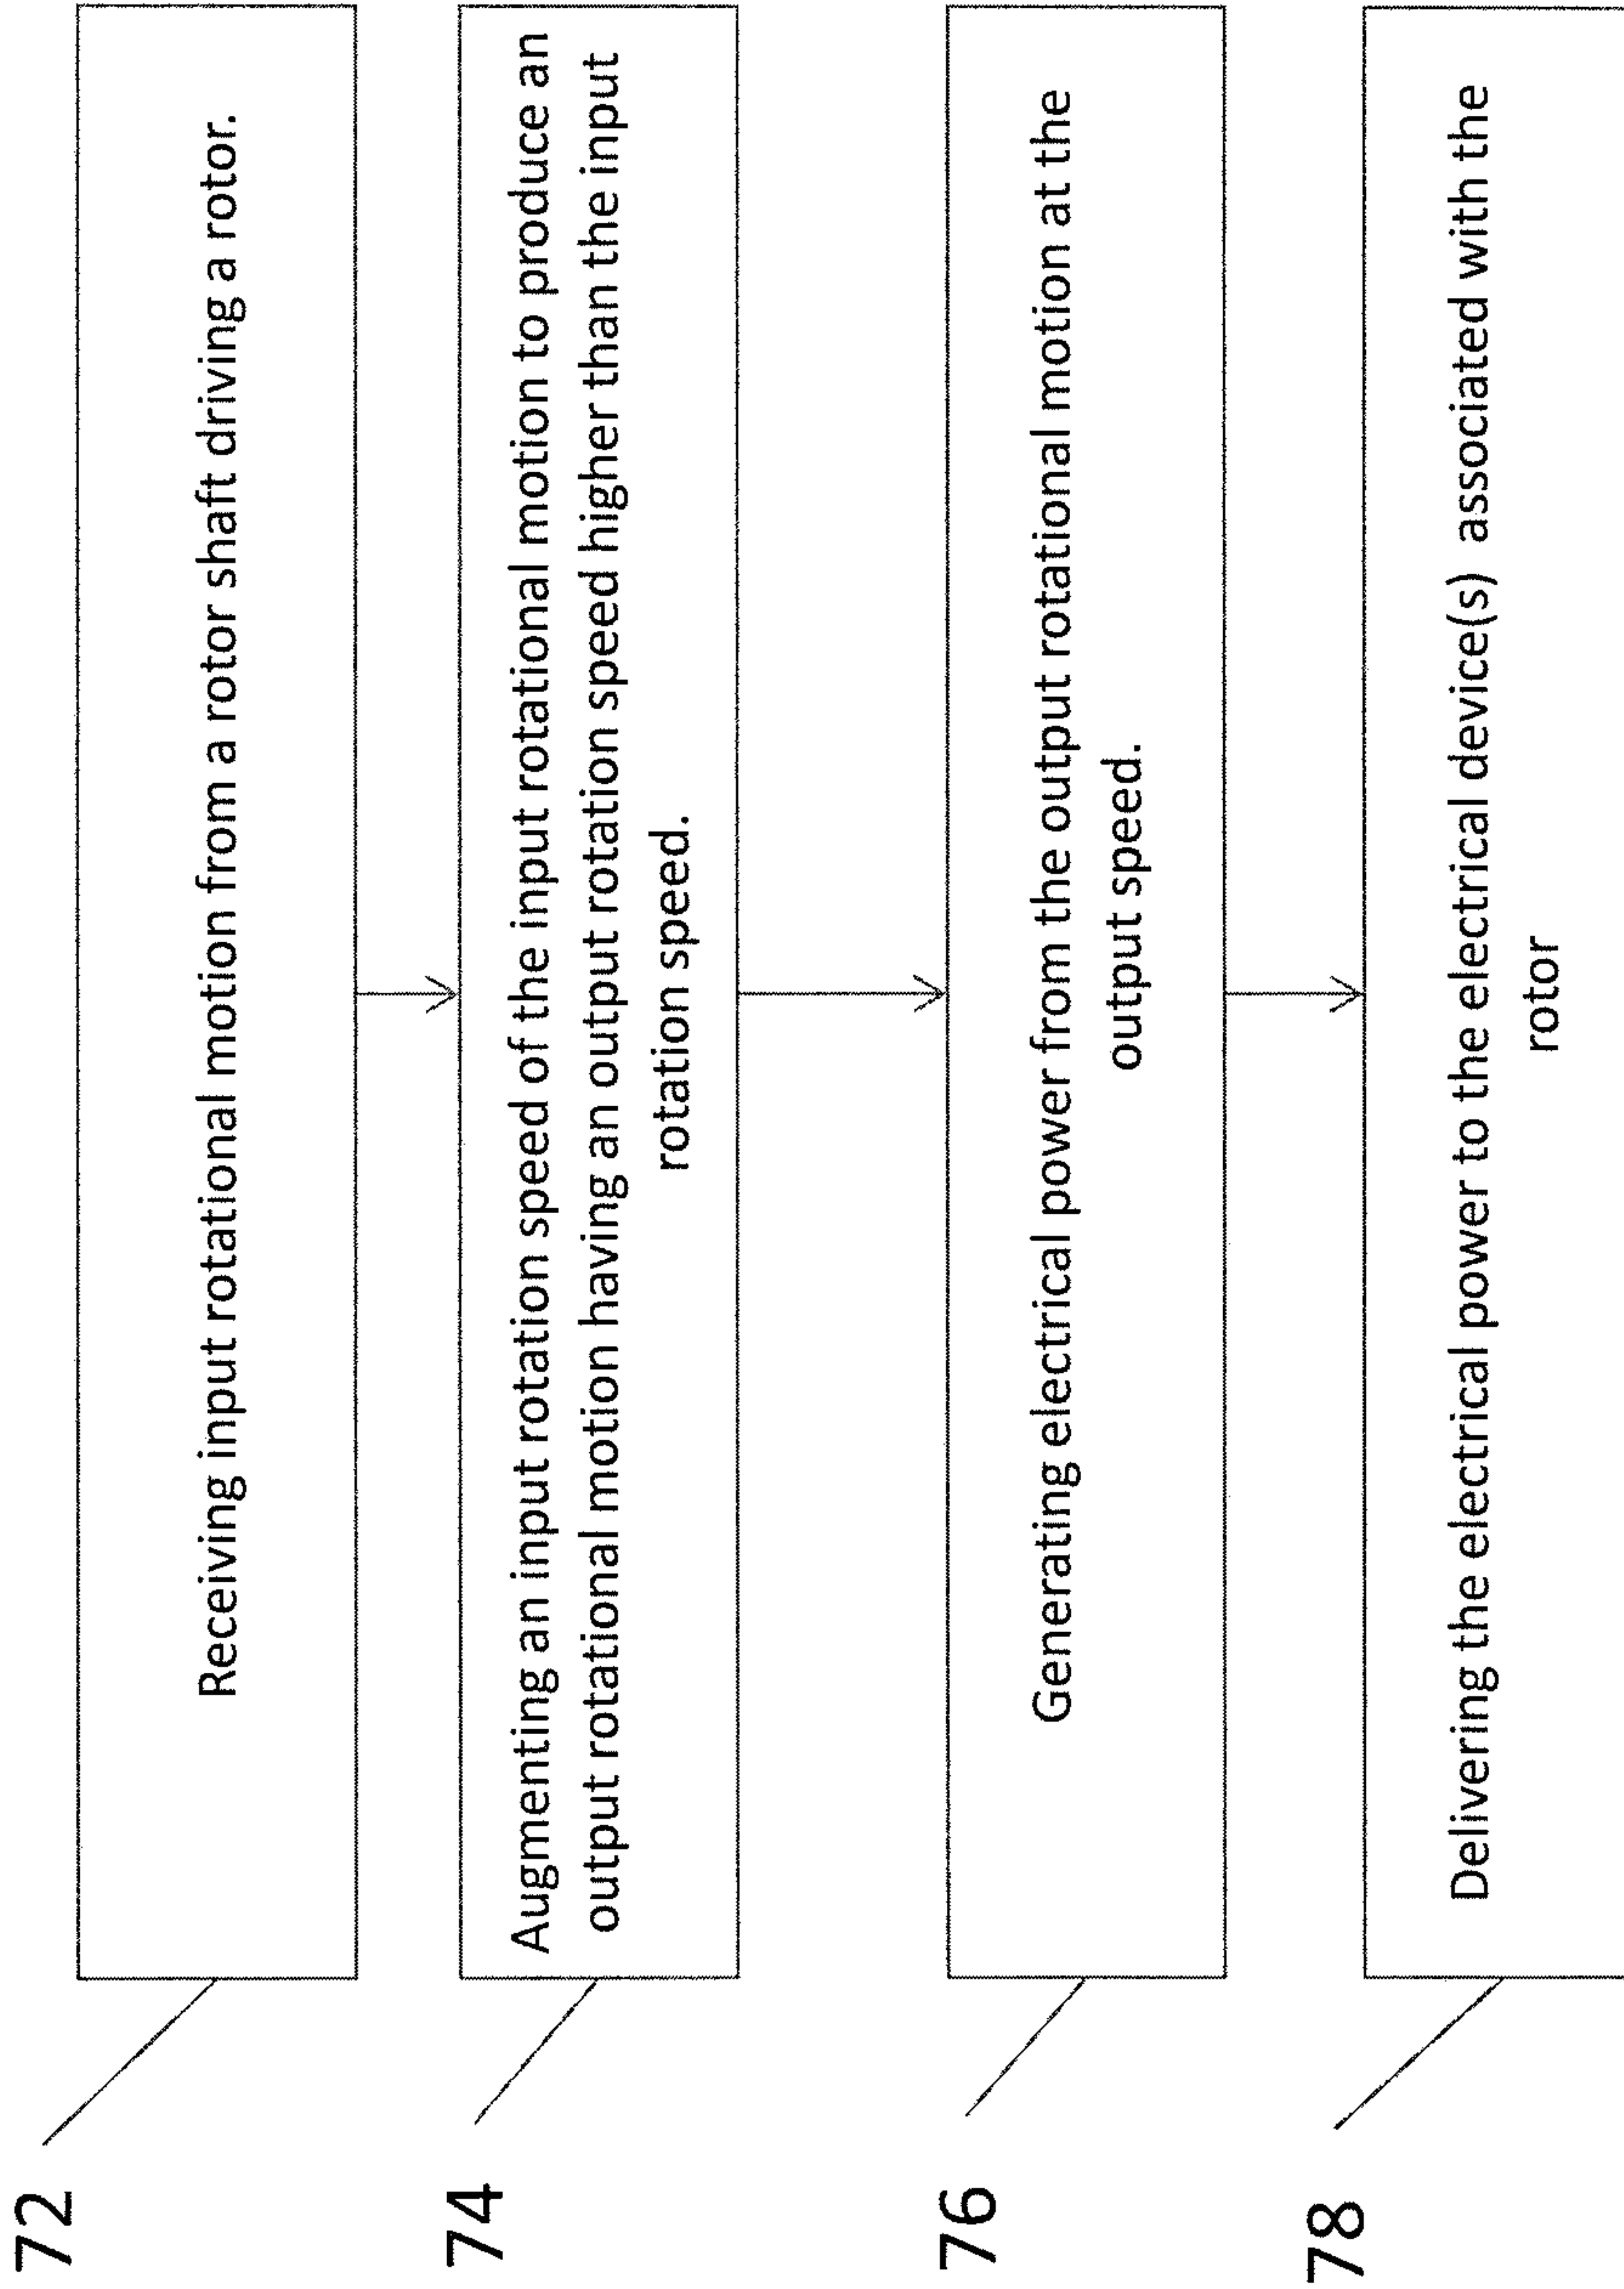 72
Receiving input rotational motion from a rotor shaft driving a rotor.
74
Augmenting an input rotation speed of the input rotational motion to produce an
output rotational motion having an output rotation speed higher than the input
rotation speed.
76
Generating electrical power from the output rotational motion at the
output speed.
78
Delivering the electrical power to the electrical device(s) associated with the
rotor